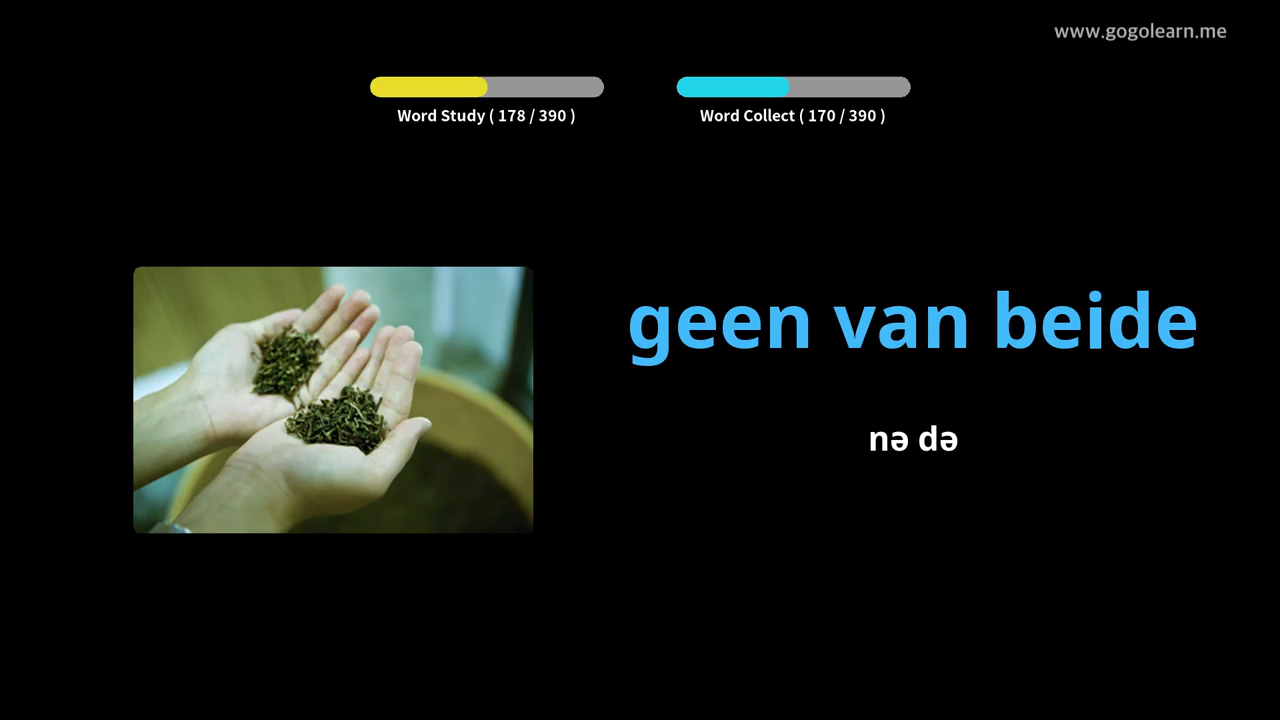 www.gogolearn.me
Word Study ( 178 / 390 )
Word Collect ( 170 / 390 )
geen van beide
nə də